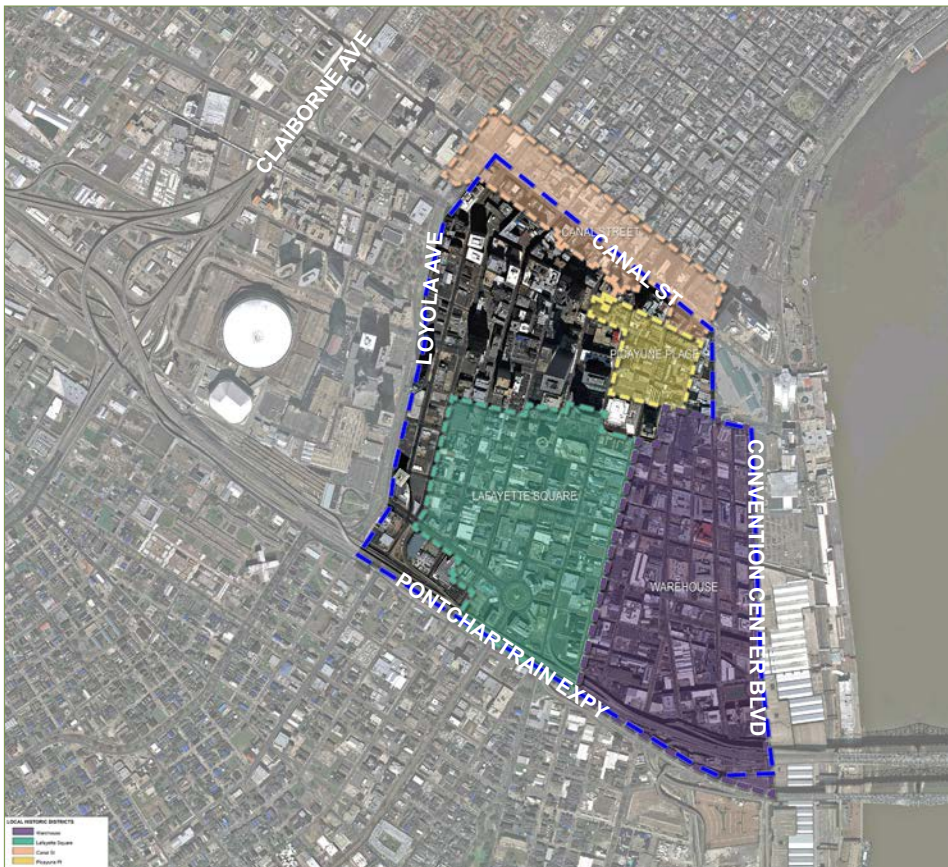 CLAIBORNE AVE
CANAL STREET
CANAL ST
LOYOLA AVE
PICAYUNE PLACE
LAFAYETTE SQUARE
WAREHOUSE
CONVENTION CENTER BLVD
PONTCHARTRAIN EXPY
LOCAL HISTORIC DISTRICTS
Warehouse
Lafayette Square
Canal St
Picayune Pl